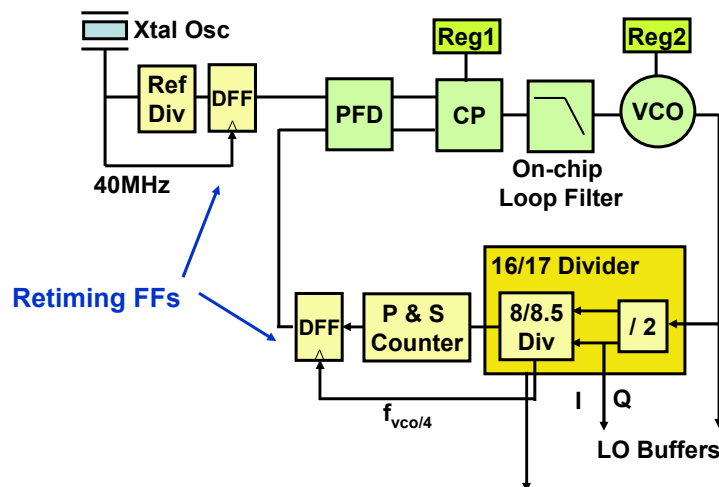 Xtal Osc
Reg1
Reg2
Ref
Div
DFF
PFD
CP
VCO
40MHz
On-chip
Loop Filter
Retiming FFs
16/17 Divider
DFF
P & S
Counter
8/8.5
Div
/ 2
fvco/4
I
Q
LO Buffers